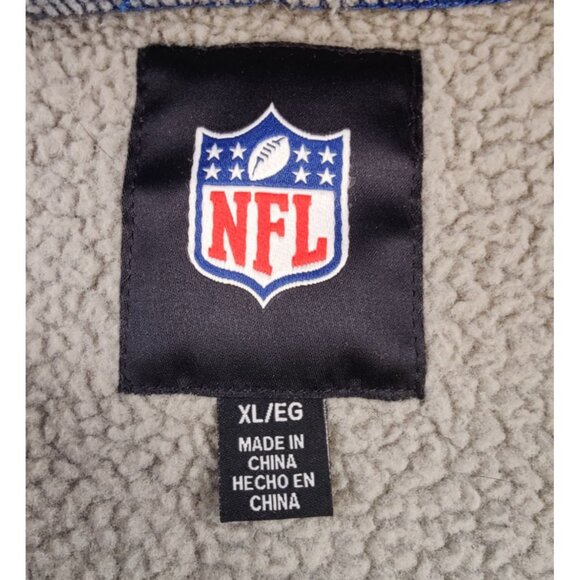 NFL
XL/EG
MADE IN
CHINA
HECHO EN
CHINA